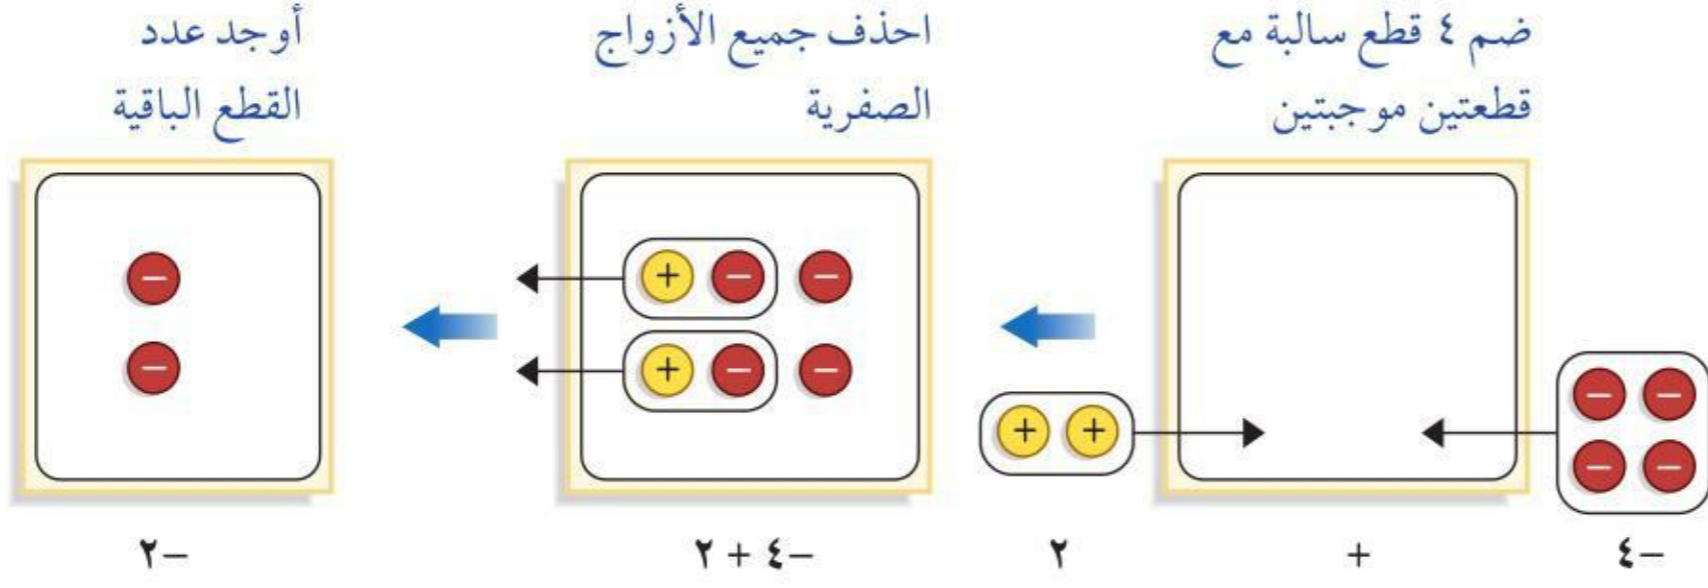 ضم ٤ قطع سالبة مع
قطعتين موجبتين
احذف جميع الأزواج
الصفرية
أوجد عدد
القطع الباقية
+ +
− −
− −
+ − −
+ − −
−
−
−٤ + ٢
−٤ + ٢
−٢